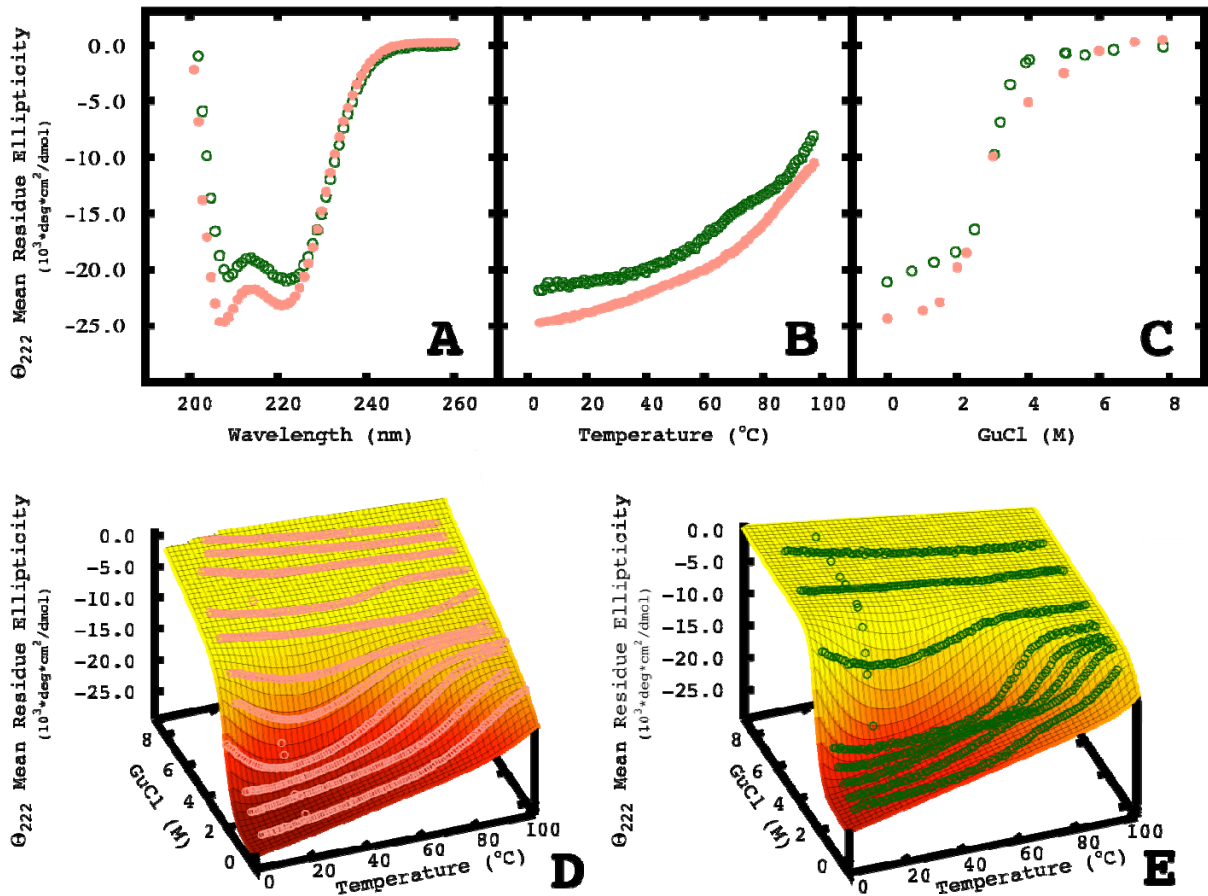 Θ222 Mean Residue Ellipticity
(10³*deg*cm²/dmol)
0.0
-5.0
-10.0
-15.0
-20.0
-25.0
A
B
C
200 220 240 260
0 20 40 60 80 100
0 2 4 6 8
Wavelength (nm)
Temperature (°C)
GuCl (M)
Θ222 Mean Residue Ellipticity
(10³*deg*cm²/dmol)
0.0
-5.0
-10.0
-15.0
-20.0
-25.0
8
6
4
2
0
GuCl (M)
0
20
40
60
80
100
Temperature (°C)
D
Θ222 Mean Residue Ellipticity
(10³*deg*cm²/dmol)
0.0
-5.0
-10.0
-15.0
-20.0
-25.0
8
6
4
2
0
GuCl (M)
0
20
40
60
80
100
Temperature (°C)
E